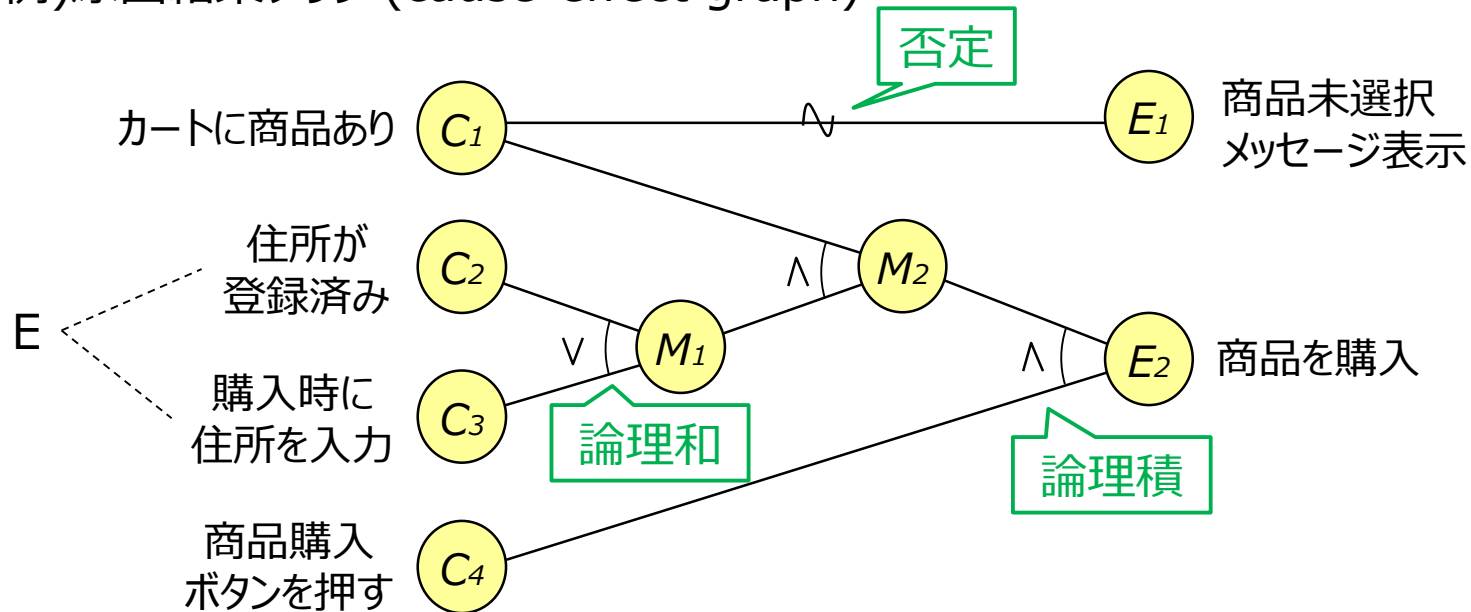 (cause-effect graph)
否定
カートに商品あり
C1
E1
商品未選択
メッセージ表示
住所が
登録済み
C2
∧
M2
E
∨
M1
∧
E2
商品を購入
購入時に
住所を入力
C3
論理和
論理積
商品購入
ボタンを押す
C4